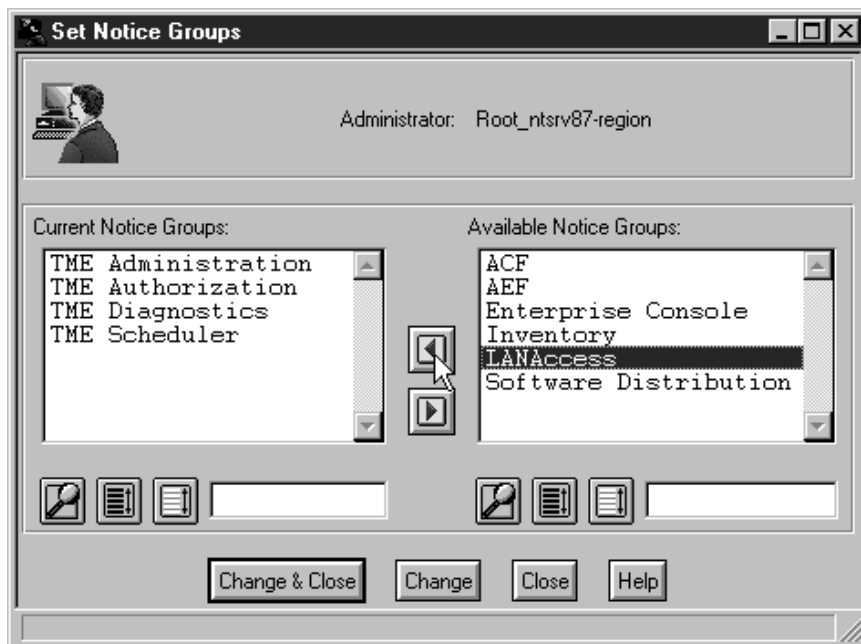 Set Notice Groups
Administrator: Root_ntsrv87-region
Current Notice Groups:
TME Administration
TME Authorization
TME Diagnostics
TME Scheduler
Available Notice Groups:
ACF
AEF
Enterprise Console
Inventory
LANAccess
Software Distribution
Change & Close Change Close Help